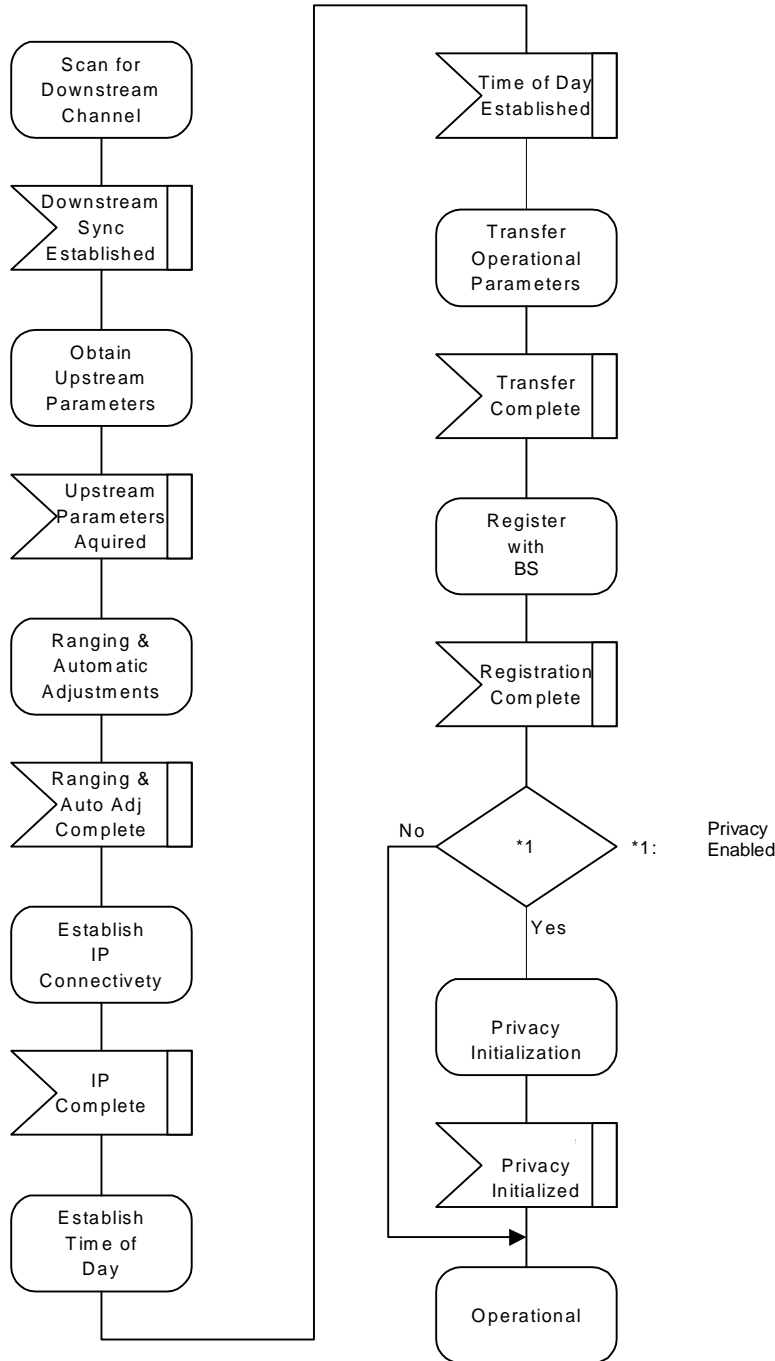 Scan for
Downstream
Channel
Downstream
Sync
Established
Obtain
Upstream
Parameters
Upstream
Parameters
Aquired
Ranging &
Automatic
Adjustments
Ranging &
Auto Adj
Complete
Establish
IP
Connectivety
IP
Complete
Establish
Time of
Day
Time of Day
Established
Transfer
Operational
Parameters
Transfer
Complete
Register
with
BS
Registration
Complete
No
*1
*1:
Privacy
Enabled
Yes
Privacy
Initialization
Privacy
Initialized
Operational